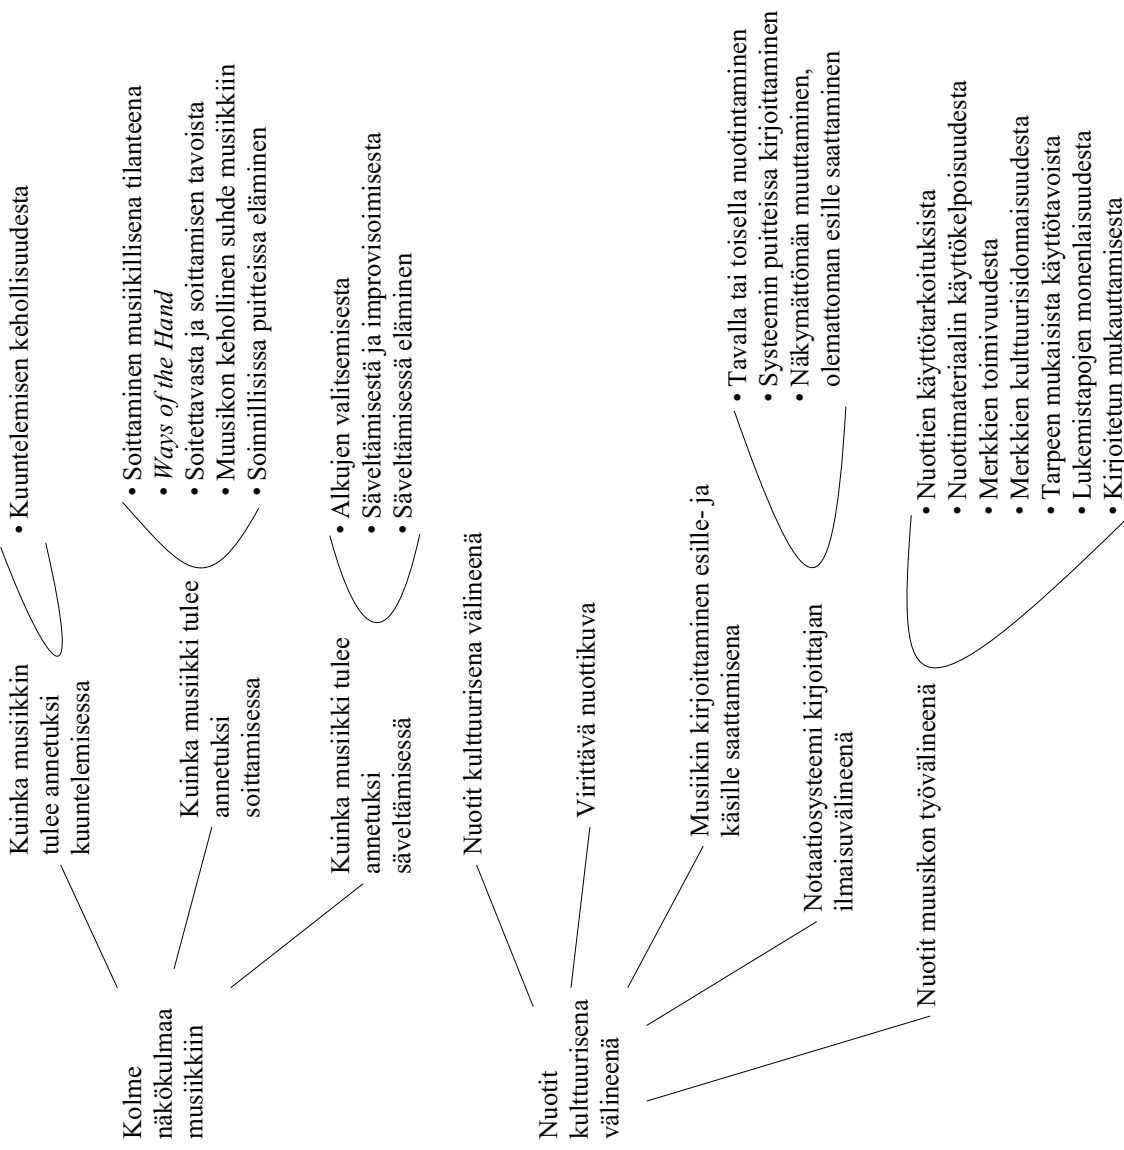 Kolme
näkökulmaa
musiikkiin
Kuinka musiikkin
tulee annetuksi
kuuntelemisessa
• Kuuntelemisen kehollisuudesta
Kuinka musiikki tulee
annetuksi
soittamisessa
• Soittaminen musiikillisena tilanteena
• Ways of the Hand
• Soitettavasta ja soittamisen tavoista
• Muusikon kehollinen suhde musiikkiin
• Soinnillisissa puitteissa eläminen
Kuinka musiikki tulee
annetuksi
säveltämisessä
• Alkujen valitsemisesta
• Säveltämisestä ja improvisoinnisesta
• Säveltämisessä eläminen
Nuotit
kulttuurisena
välineenä
Nuotit kulttuurisena välineenä
Virittävä nuottikuva
Musiikin kirjoittaminen esille- ja
käsille saattamisena
Notaatiosysteemi kirjoittajan
ilmaisuvälineenä
• Tavalla tai toisella nuotintaminen
• Systeemin puitteissa kirjoittaminen
• Näkymättömän muuttaminen,
olemattoman esille saattaminen
Nuotit muusikon työvälineenä
• Nuottien käyttötarkoituksista
• Nuottimateriaalin käyttökelpoisuudesta
• Merkkien toimivuudesta
• Merkkien kulttuurisidonnaisuudesta
• Tarpeen mukaisista käyttötavoista
• Lukemistapojen monenlaisuudesta
• Kirjoitetun mukauttamisesta